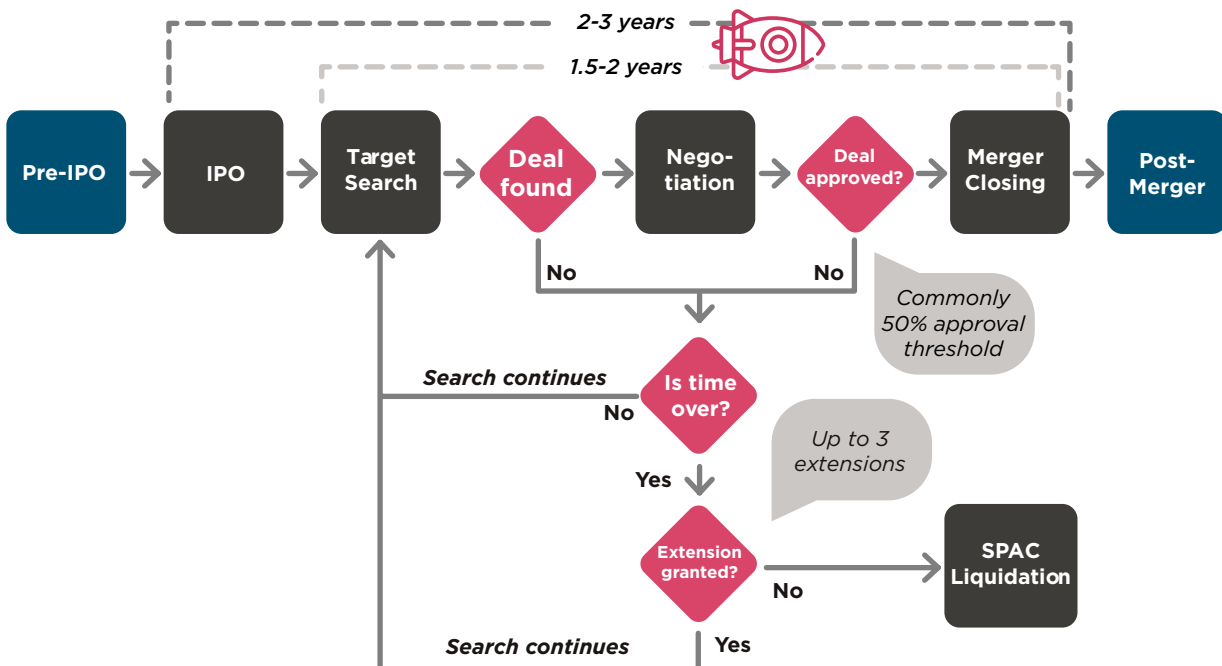 2-3 years
1.5-2 years
Pre-IPO
IPO
Target
Search
Deal
found
Nego-
tiation
Deal
approved?
Merger
Closing
Post-
Merger
No
No
Commonly
50% approval
threshold
Search continues
No
Is time
over?
Up to 3
extensions
Yes
Extension
granted?
No
SPAC
Liquidation
Search continues
Yes